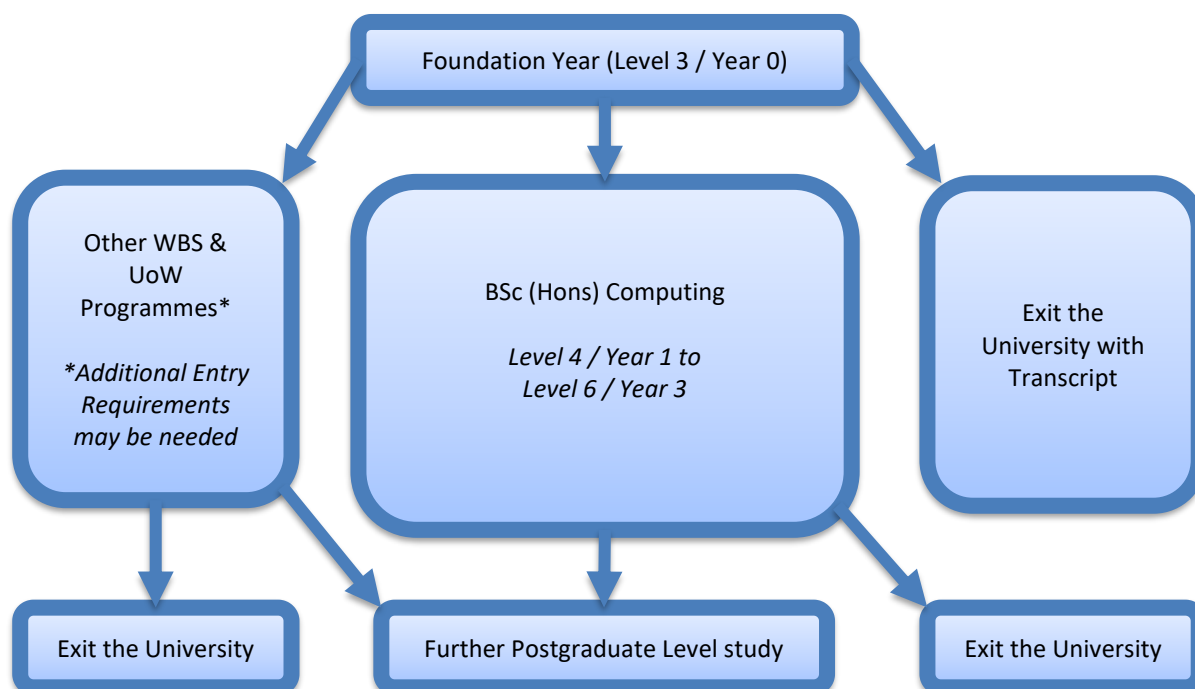 Foundation Year (Level 3 / Year 0)
Other WBS &
UoW
Programmes*
*Additional Entry
Requirements
may be needed
BSc (Hons) Computing
Level 4 / Year 1 to
Level 6 / Year 3
Exit the
University with
Transcript
Exit the University
Further Postgraduate Level study
Exit the University